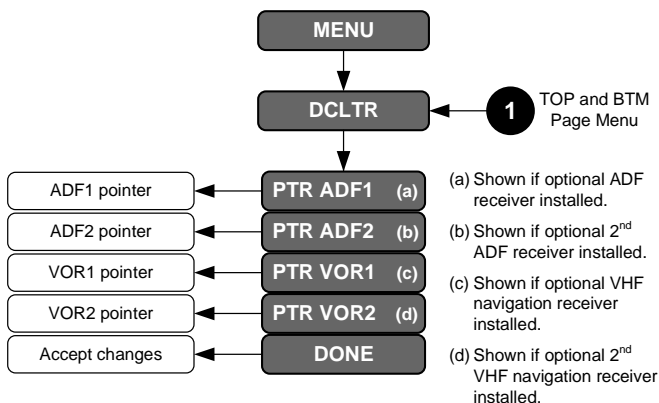 MENU
DCLTR
1
TOP and BTM
Page Menu
ADF1 pointer
PTR ADF1 (a)
ADF2 pointer
PTR ADF2 (b)
VOR1 pointer
PTR VOR1 (c)
VOR2 pointer
PTR VOR2 (d)
Accept changes
DONE
(a) Shown if optional ADF
receiver installed.
(b) Shown if optional 2nd
ADF receiver installed.
(c) Shown if optional VHF
navigation receiver
installed.
(d) Shown if optional 2nd
VHF navigation receiver
installed.